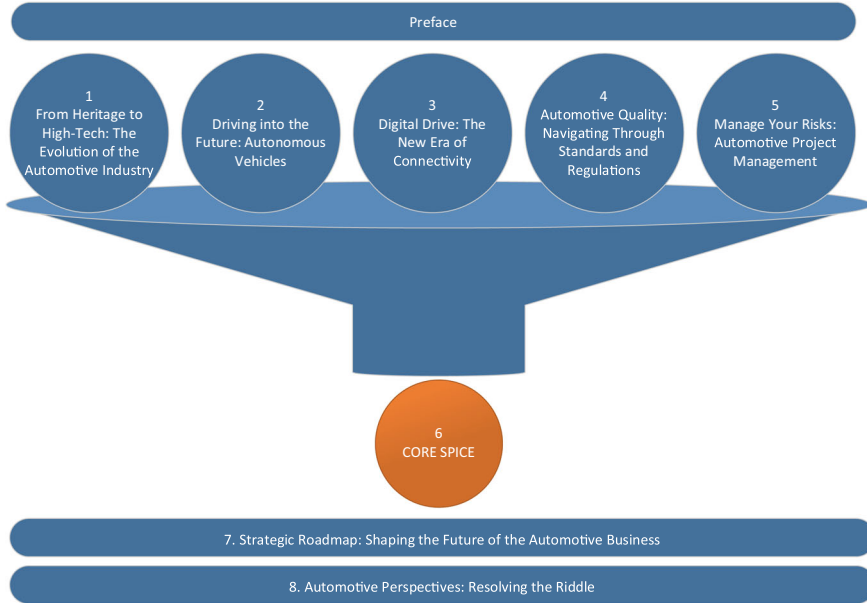 Preface
1
From Heritage to
High-Tech: The
Evolution of the
Automotive Industry
2
Driving into the
Future: Autonomous
Vehicles
3
Digital Drive: The
New Era of
Connectivity
4
Automotive Quality:
Navigating Through
Standards and
Regulations
5
Manage Your Risks:
Automotive Project
Management
6
CORE SPICE
7. Strategic Roadmap: Shaping the Future of the Automotive Business
8. Automotive Perspectives: Resolving the Riddle